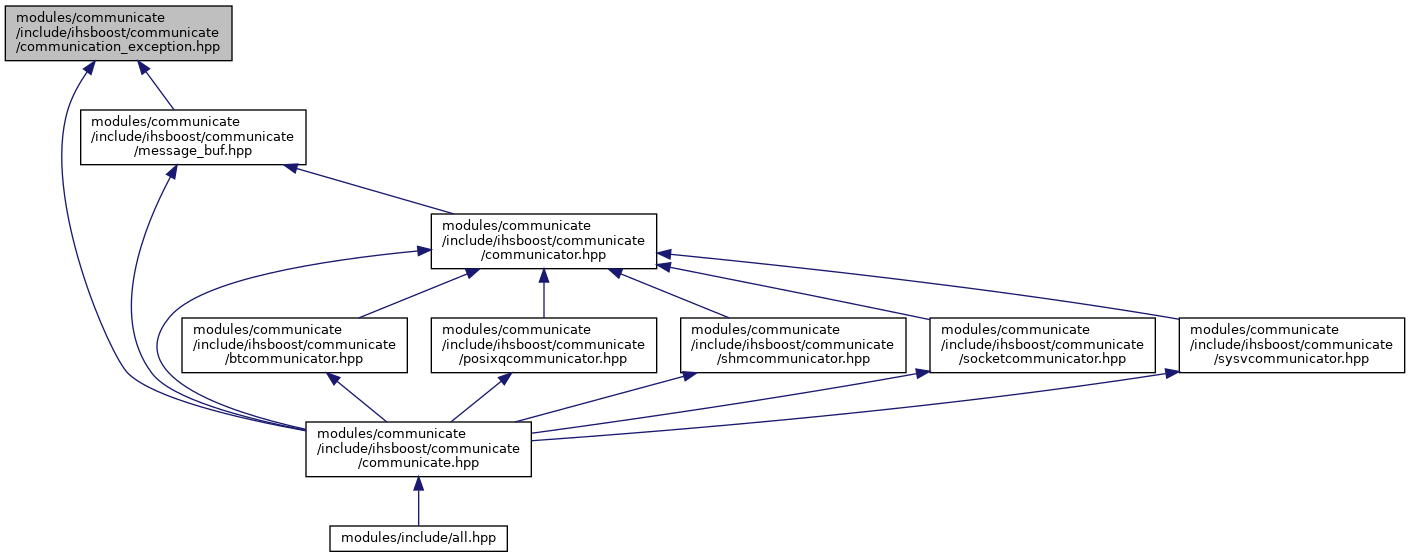 modules/communicate
/include/ihsboost/communicate
/communication_exception.hpp
modules/communicate
/include/ihsboost/communicate
/message_buf.hpp
modules/communicate
/include/ihsboost/communicate
/communicator.hpp
modules/communicate
/include/ihsboost/communicate
/btcommunicator.hpp
modules/communicate
/include/ihsboost/communicate
/posixqcommunicator.hpp
modules/communicate
/include/ihsboost/communicate
/shmcommunicator.hpp
modules/communicate
/include/ihsboost/communicate
/socketcommunicator.hpp
modules/communicate
/include/ihsboost/communicate
/sysvcommunicator.hpp
modules/communicate
/include/ihsboost/communicate
/communicate.hpp
modules/include/all.hpp